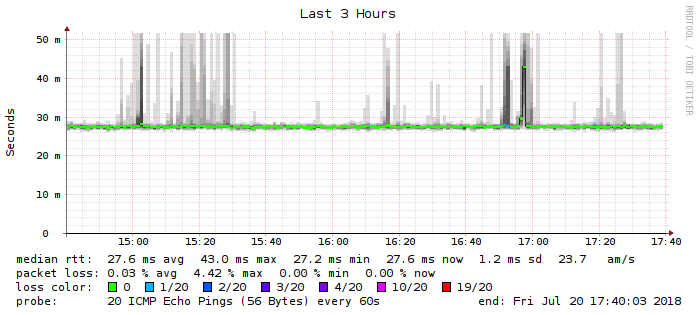 Last 3 Hours
RRDTOOL / TOBI OETIKER
Seconds
50 m
40 m
30 m
20 m
10 m
0
15:00 15:20 15:40 16:00 16:20 16:40 17:00 17:20 17:40
median rtt: 27.6 ms avg 43.0 ms max 27.2 ms min 27.6 ms now 1.2 ms sd 23.7 am/s
packet loss: 0.03 % avg 4.42 % max 0.00 % min 0.00 % now
loss color: 0 1/20 2/20 3/20 4/20 10/20 19/20
probe: 20 ICMP Echo Pings (56 Bytes) every 60s end: Fri Jul 20 17:40:03 2018